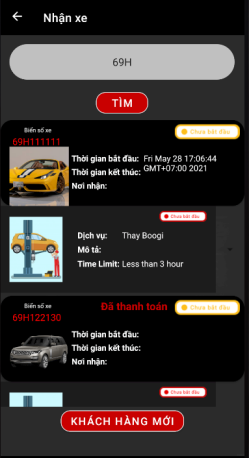 Nhận xe
69H
TÌM
Biển số xe
69H111111
Chưa bắt đầu
Thời gian bắt đầu: Fri May 28 17:06:44
GMT+07:00 2021
Thời gian kết thúc:
Nơi nhận:
Chưa bắt đầu
Dịch vụ: Thay Boogi
Mô tả:
Time Limit: Less than 3 hour
Biển số xe
69H122130
Đã thanh toán
Chưa bắt đầu
Thời gian bắt đầu:
Thời gian kết thúc:
Nơi nhận:
Chưa bắt đầu
KHÁCH HÀNG MỚI